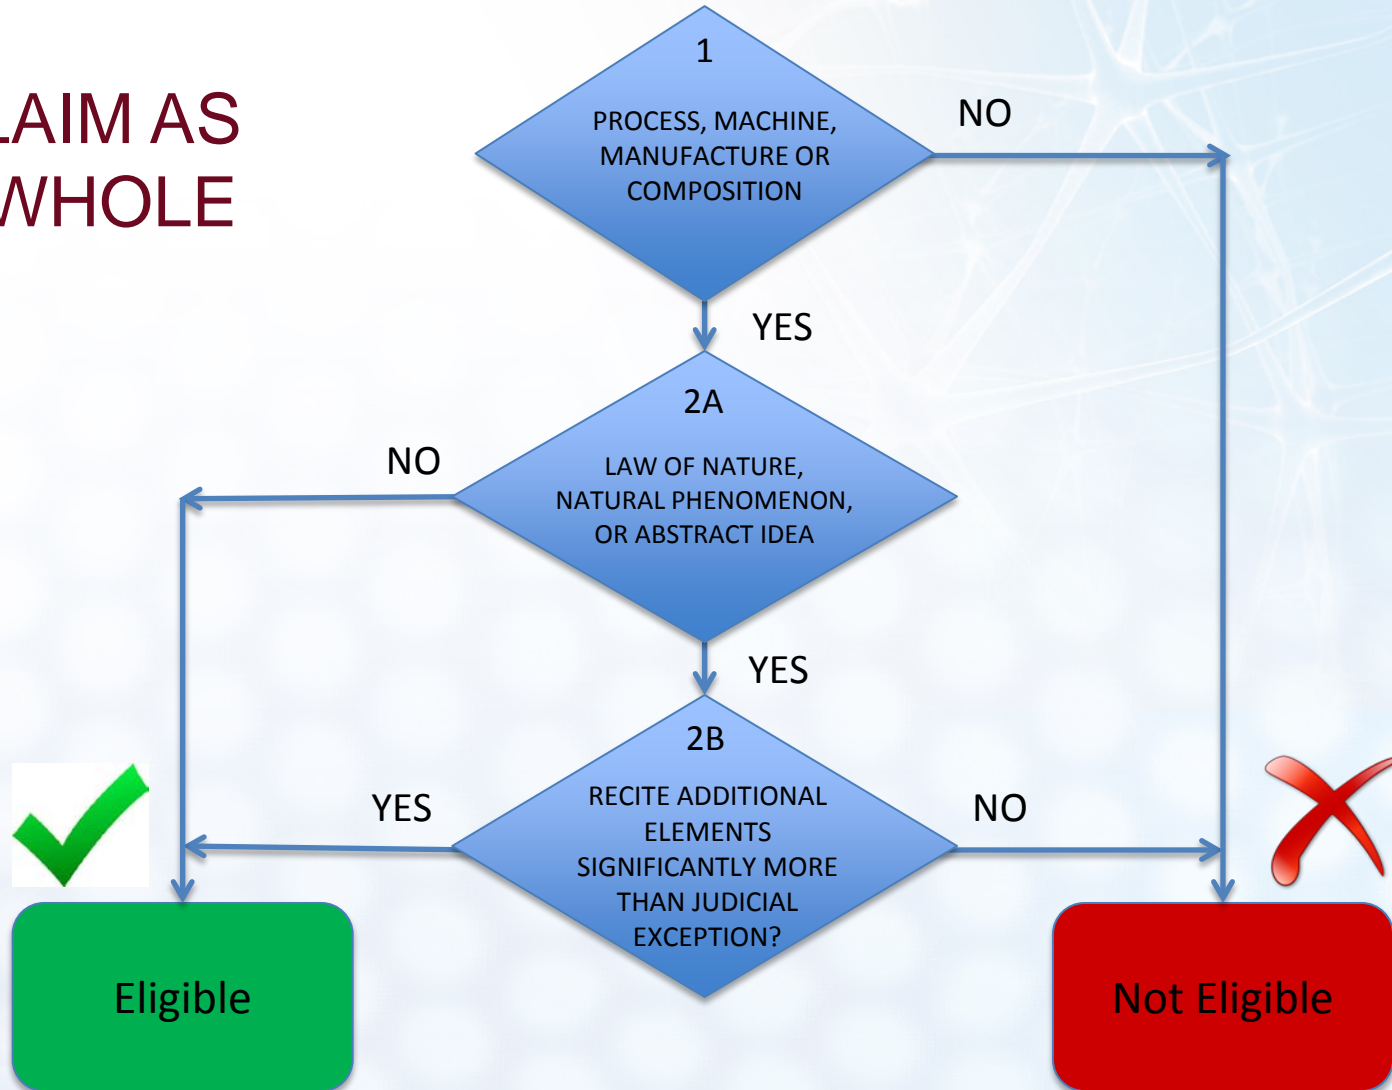 LAIM AS
WHOLE
1
PROCESS, MACHINE,
MANUFACTURE OR
COMPOSITION
NO
YES
2A
LAW OF NATURE,
NATURAL PHENOMENON,
OR ABSTRACT IDEA
NO
YES
2B
RECITE ADDITIONAL
ELEMENTS
SIGNIFICANTLY MORE
THAN JUDICIAL
EXCEPTION?
YES
NO
Eligible
Not Eligible